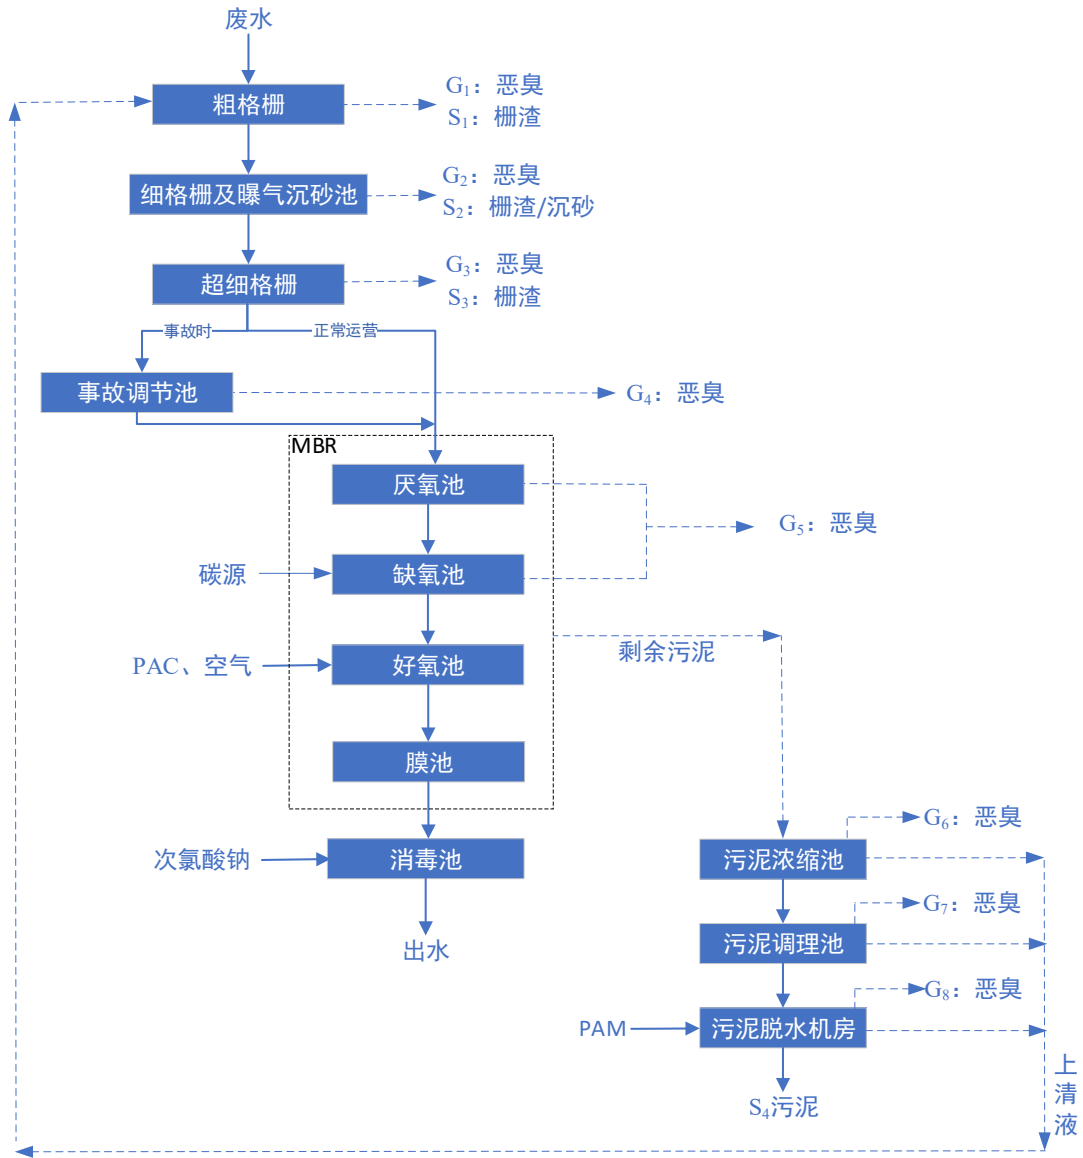 废水
粗格栅
G₁：恶臭
S₁：栅渣
细格栅及曝气沉砂池
G₂：恶臭
S₂：栅渣/沉砂
超细格栅
G₃：恶臭
S₃：栅渣
事故时
正常运营
事故调节池
G₄：恶臭
MBR
厌氧池
G₅：恶臭
碳源
缺氧池
剩余污泥
PAC、空气
好氧池
膜池
次氯酸钠
消毒池
出水
G₆：恶臭
污泥浓缩池
G₇：恶臭
污泥调理池
G₈：恶臭
PAM
污泥脱水机房
S₄污泥
上清液